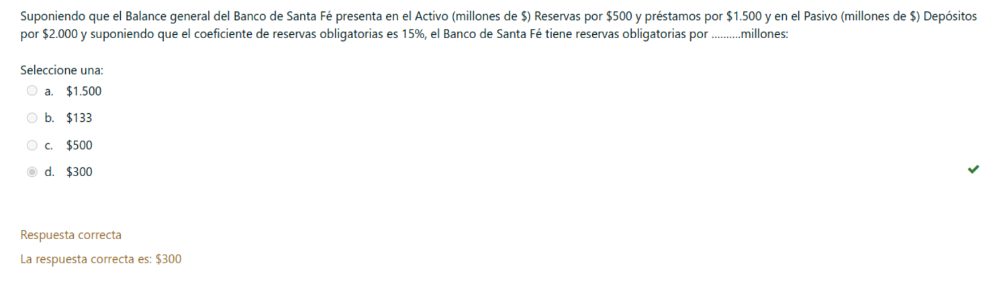 Suponiendo que el Balance general del Banco de Santa Fé presenta en el Activo (millones de $) Reservas por $500 y préstamos por $1.500 y en el Pasivo (millones de $) Depósitos
por $2.000 y suponiendo que el coeficiente de reservas obligatorias es 15%, el Banco de Santa Fé tiene reservas obligatorias por ..........millones:
Seleccione una:
a. $1.500
b. $133
c. $500
d. $300
Respuesta correcta
La respuesta correcta es: $300